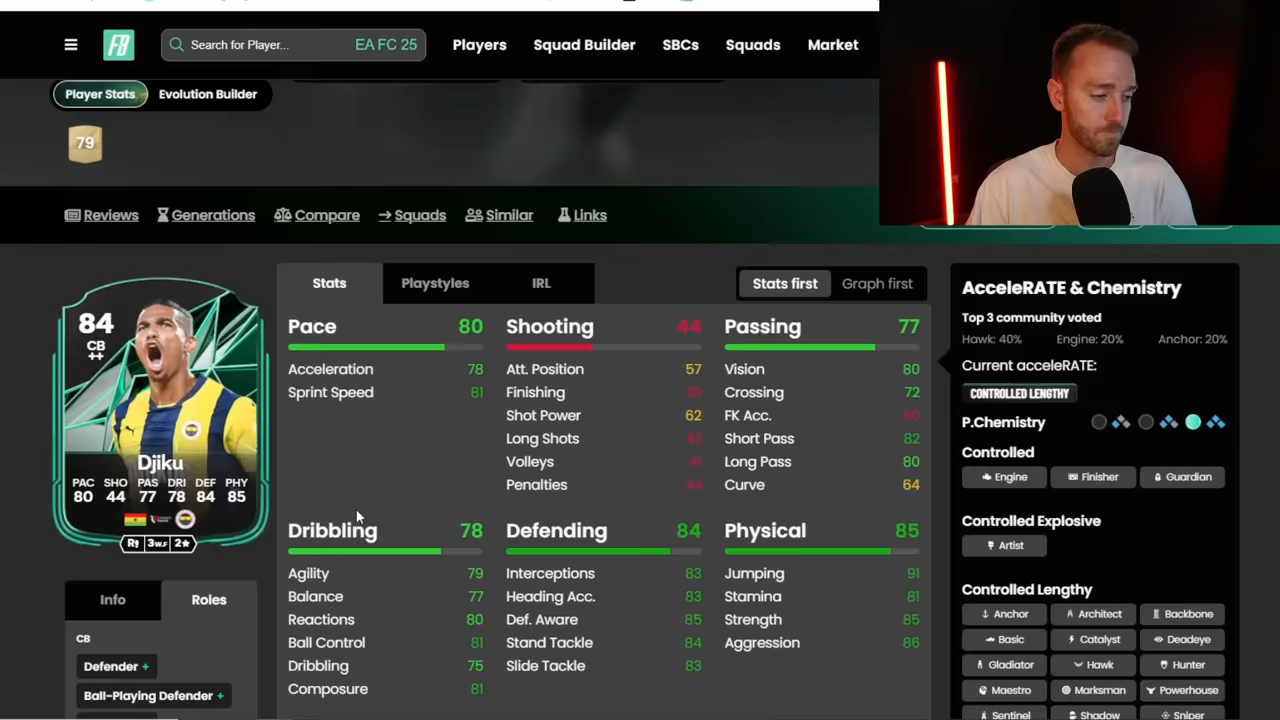 FB
Search for Player...
EA FC 25
Players
Squad Builder
SBCs
Squads
Market
Player Stats
Evolution Builder
79
Reviews
Generations
Compare
Squads
Similar
Links
84
CB
++
Djiku
PAC SHO PAS DRI DEF PHY
80 44 77 78 84 85
R 3 W.F 2★
Info
Roles
CB
Defender +
Ball-Playing Defender +
Stats
Playstyles
IRL
Stats first
Graph first
Pace 80
Acceleration 78
Sprint Speed 81
Shooting 44
Att. Position 57
Finishing
Shot Power 62
Long Shots
Volleys
Penalties 44
Passing 77
Vision 80
Crossing 72
FK Acc.
Short Pass 82
Long Pass 80
Curve 64
Dribbling 78
Agility 79
Balance 77
Reactions 80
Ball Control 81
Dribbling 75
Composure 81
Defending 84
Interceptions 83
Heading Acc. 83
Def. Aware 85
Stand Tackle 84
Slide Tackle 83
Physical 85
Jumping 91
Stamina 81
Strength 85
Aggression 86
AcceleRATE & Chemistry
Top 3 community voted
Hawk: 40% Engine: 20% Anchor: 20%
Current acceleRATE:
CONTROLLED LENGTHY
P.Chemistry
Controlled
Engine Finisher Guardian
Controlled Explosive
Artist
Controlled Lengthy
Anchor Architect Backbone
Basic Catalyst Deadeye
Gladiator Hawk Hunter
Maestro Marksman Powerhouse
Sentinel Shadow Sniper